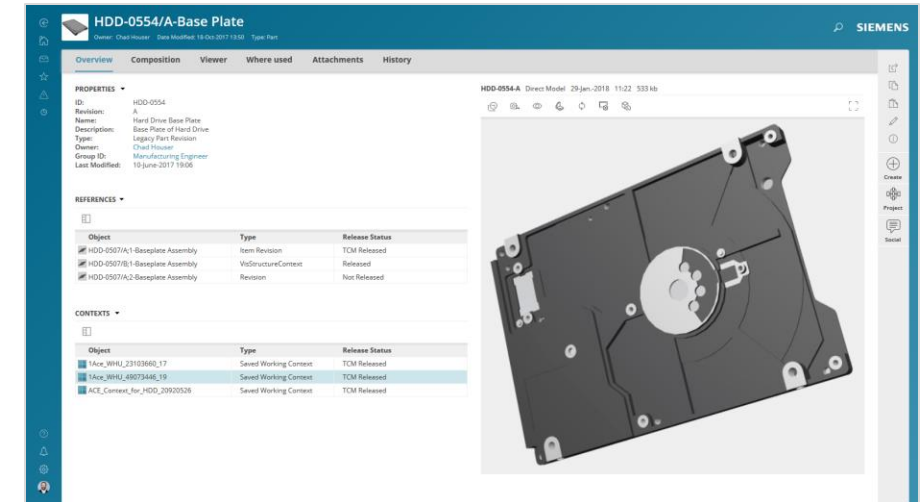 HDD-0554/A-Base Plate
Owner: Chad Houser Data Modified: 18-Oct-2017 13:50 Type: Part
SIEMENS
Overview Composition Viewer Where used Attachments History
PROPERTIES
ID: HDD-0554
Revision: A
Name: Hard Drive Base Plate
Description: Base Plate of Hard Drive
Type: Legacy Part Revision
Owner: Chad Houser
Group ID: Manufacturing Engineer
Last Modified: 10-June-2017 19:06
REFERENCES
Object Type Release Status
HDD-0507/A;1-Baseplate Assembly Item Revision TCM Released
HDD-0507/B;1-Baseplate Assembly VisStructureContext Released
HDD-0507/A;2-Baseplate Assembly Revision Not Released
CONTEXTS
Object Type Release Status
1Ace_WHU_23103660_17 Saved Working Context TCM Released
1Ace_WHU_49073446_19 Saved Working Context TCM Released
ACE_Context_for_HDD_20920526 Saved Working Context TCM Released
HDD-0554-A Direct Model 29-Jan.-2018 11:22 533 kb
Create
Project
Social